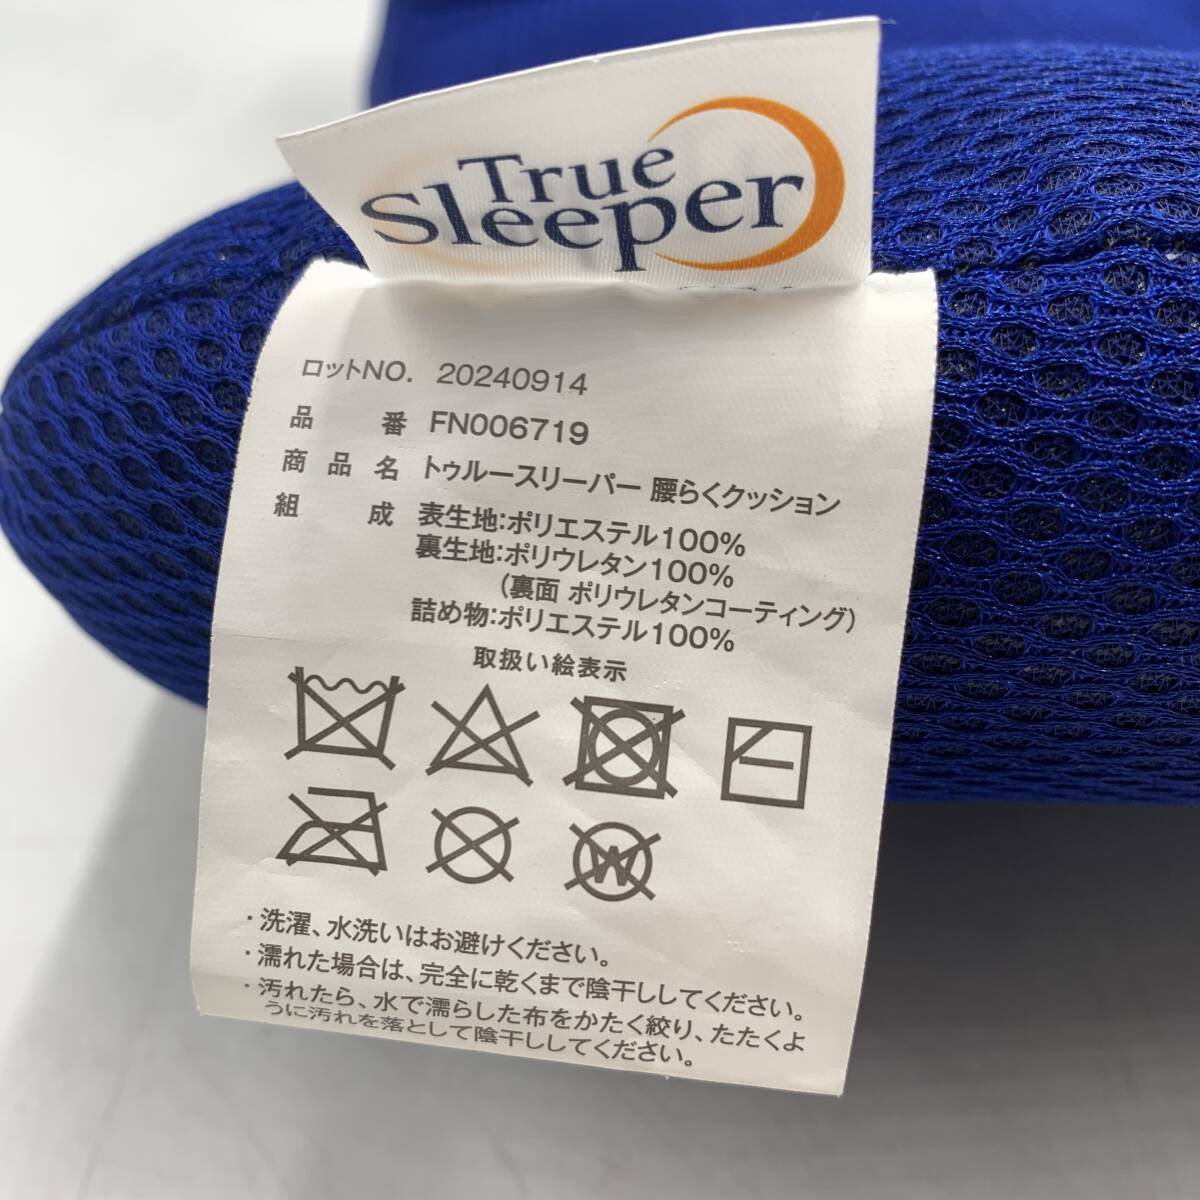 True
Sleeper
ロットNO. 20240914
品 番 FN006719
商 品 名 トゥルースリーパー 腰らくクッション
組 成 表生地:ポリエステル100%
裏生地:ポリウレタン100%
(裏面 ポリウレタンコーティング)
詰め物:ポリエステル100%
取扱い絵表示
W
・洗濯、水洗いはお避けください。
・濡れた場合は、完全に乾くまで陰干ししてください。
・汚れたら、水で濡らした布をかたく絞り、たたくよ
うに汚れを落として陰干ししてください。